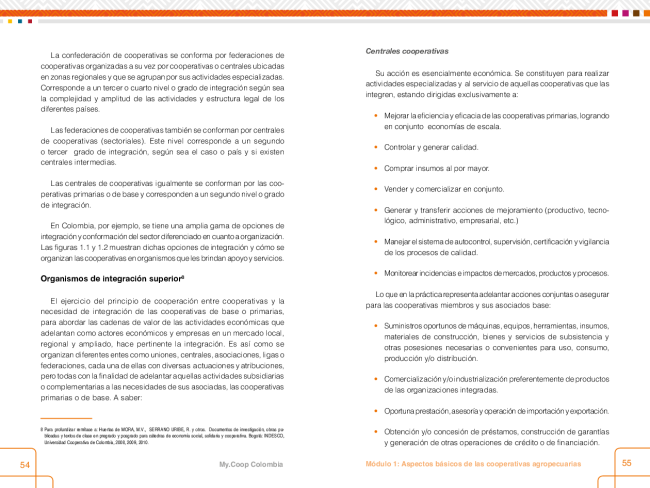 La confederación de cooperativas se conforma por federaciones de
cooperativas organizadas a su vez por cooperativas o centrales ubicadas
en zonas regionales y que se agrupan por sus actividades especializadas.
Corresponde a un tercer o cuarto nivel o grado de integración según sea
la complejidad y amplitud de las actividades y estructura legal de los
diferentes países.
Las federaciones de cooperativas también se conforman por centrales
de cooperativas (sectoriales). Este nivel corresponde a un segundo
o tercer grado de integración, según sea el caso o país y si existen
centrales intermedias.
Las centrales de cooperativas igualmente se conforman por las coo-
perativas primarias o de base y corresponden a un segundo nivel o grado
de integración.
En Colombia, por ejemplo, se tiene una amplia gama de opciones de
integración y conformación del sector diferenciado en cuanto a organización.
Las figuras 1.1 y 1.2 muestran dichas opciones de integración y cómo se
organizan las cooperativas en organismos que les brindan apoyo y servicios.
Organismos de integración superior⁸
El ejercicio del principio de cooperación entre cooperativas y la
necesidad de integración de las cooperativas de base o primarias,
para abordar las cadenas de valor de las actividades económicas que
adelantan como actores económicos y empresas en un mercado local,
regional y ampliado, hace pertinente la integración. Es así como se
organizan diferentes entes como uniones, centrales, asociaciones, ligas o
federaciones, cada una de ellas con diversas actuaciones y atribuciones,
pero todas con la finalidad de adelantar aquellas actividades subsidiarias
o complementarias a las necesidades de sus asociadas, las cooperativas
primarias o de base. A saber:
8 Para profundizar remitase a: Huertas de MORA, M.V., SERRANO URIBE, R. y otros. Documentos de investigación, otros pu-
blicados y textos de clase en pregrado y posgrado para cátedras de economía social, solidaria y cooperativa. Bogotá: INDESCO,
Universidad Cooperativa de Colombia, 2000, 2009, 2010.
54
My.Coop Colombia
Centrales cooperativas
Su acción es esencialmente económica. Se constituyen para realizar
actividades especializadas y al servicio de aquellas cooperativas que las
integren, estando dirigidas exclusivamente a:
• Mejorar la eficiencia y eficacia de las cooperativas primarias, logrando
en conjunto economías de escala.
• Controlar y generar calidad.
• Comprar insumos al por mayor.
• Vender y comercializar en conjunto.
• Generar y transferir acciones de mejoramiento (productivo, tecno-
lógico, administrativo, empresarial, etc.)
• Manejar el sistema de autocontrol, supervisión, certificación y vigilancia
de los procesos de calidad.
• Monitorear incidencias e impactos de mercados, productos y procesos.
Lo que en la práctica representa adelantar acciones conjuntas o asegurar
para las cooperativas miembros y sus asociados base:
• Suministros oportunos de máquinas, equipos, herramientas, insumos,
materiales de construcción, bienes y servicios de subsistencia y
otras posesiones necesarias o convenientes para uso, consumo,
producción y/o distribución.
• Comercialización y/o industrialización preferentemente de productos
de las organizaciones integradas.
• Oportuna prestación, asesoría y operación de importación y exportación.
• Obtención y/o concesión de préstamos, construcción de garantías
y generación de otras operaciones de crédito o de financiación.
Módulo 1: Aspectos básicos de las cooperativas agropecuarias
55